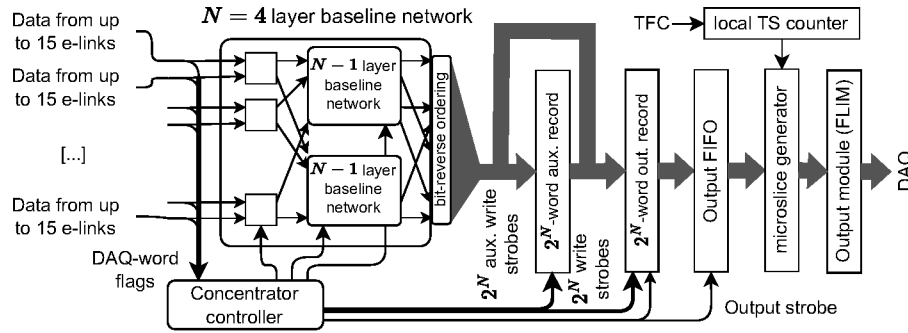 Data from up
to 15 e-links
Data from up
to 15 e-links
[...]
Data from up
to 15 e-links
DAQ-word
flags
N = 4 layer baseline network
N − 1 layer
baseline
network
N − 1 layer
baseline
network
bit-reverse ordering
Concentrator
controller
2^N aux. write
strobes
2^N-word aux. record
2^N write
strobes
2^N-word out. record
Output FIFO
Output strobe
TFC
local TS counter
microslice generator
Output module (FLIM)
DAQ